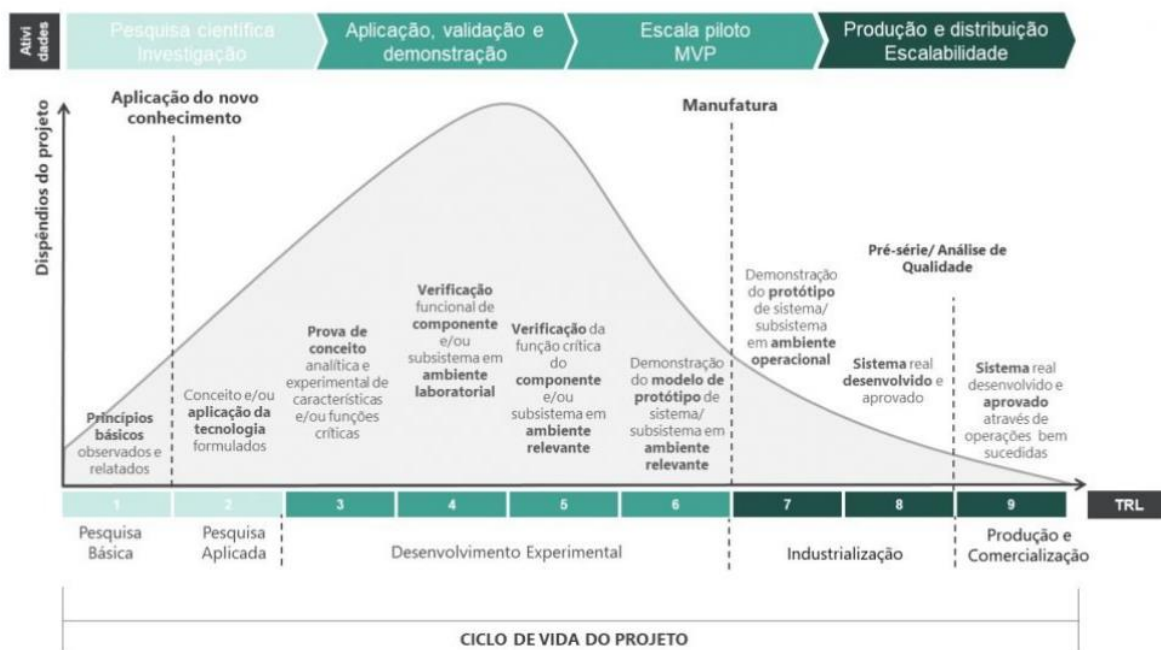 Ativi
dades
Pesquisa científica
Investigação
Aplicação, validação e
demonstração
Escala piloto
MVP
Produção e distribuição
Escalabilidade
Dispêndios do projeto
Aplicação do novo
conhecimento
Manufatura
Pré-série/ Análise de
Qualidade
Princípios
básicos
observados e
relatados
Conceito e/ou
aplicação da
tecnologia
formulados
Prova de
conceito
analítica e
experimental de
características
e/ou funções
críticas
Verificação
funcional de
componente
e/ou
subsistema em
ambiente
laboratorial
Verificação da
função crítica
do
componente
e/ou
subsistema em
ambiente
relevante
Demonstração
do modelo de
protótipo de
sistema/
subsistema em
ambiente
relevante
Demonstração
do protótipo
de sistema/
subsistema
em ambiente
operacional
Sistema real
desenvolvido e
aprovado
Sistema real
desenvolvido e
aprovado
através de
operações bem
sucedidas
1
2
3
4
5
6
7
8
9
TRL
Pesquisa
Básica
Pesquisa
Aplicada
Desenvolvimento Experimental
Industrialização
Produção e
Comercialização
CICLO DE VIDA DO PROJETO